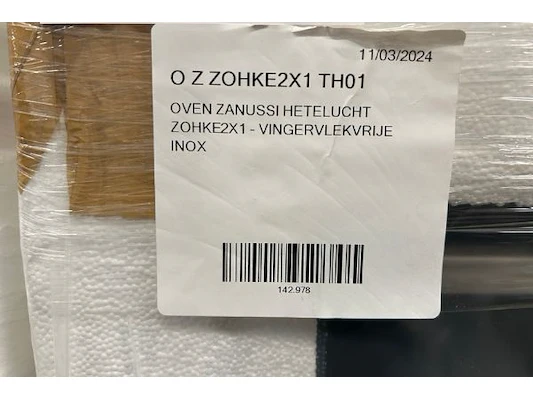 11/03/2024
O Z ZOHKE2X1 TH01
OVEN ZANUSSI HETELUCHT
ZOHKE2X1 - VINGERVLEKVRIJE
INOX
142.978